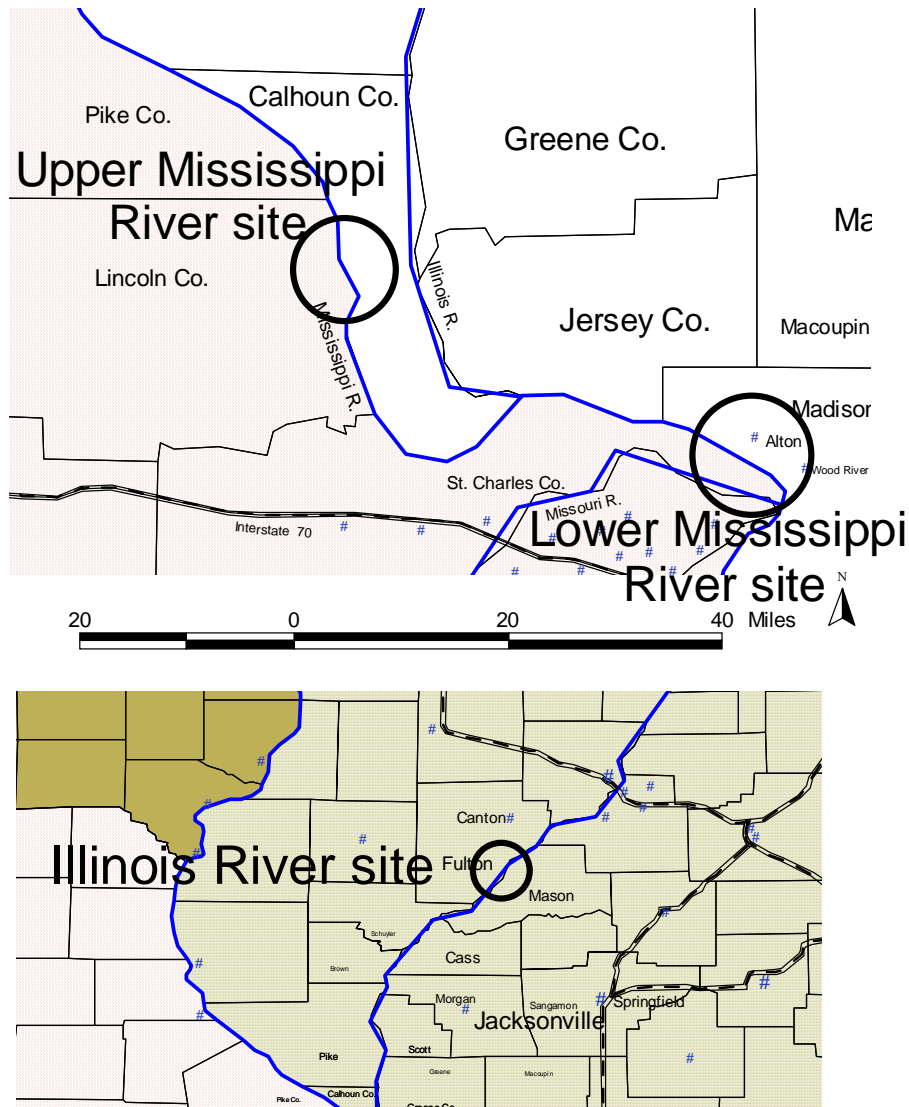 Calhoun Co.
Pike Co.
Greene Co.
Upper Mississippi
River site
Ma
Lincoln Co.
Illinois R.
Mississippi R.
Jersey Co.
Macoupin
Madison
# Alton
# Wood River
St. Charles Co.
Missouri R.
Interstate 70
Lower Mississippi
River site
N
20 0 20 40 Miles
Canton
Illinois River site
Fulton
Mason
Schuyler
Cass
Brown
Morgan
Sangamon
Springfield
Jacksonville
Pike
Scott
Greene
Macoupin
Pike Co.
Calhoun Co.
Greene Co.